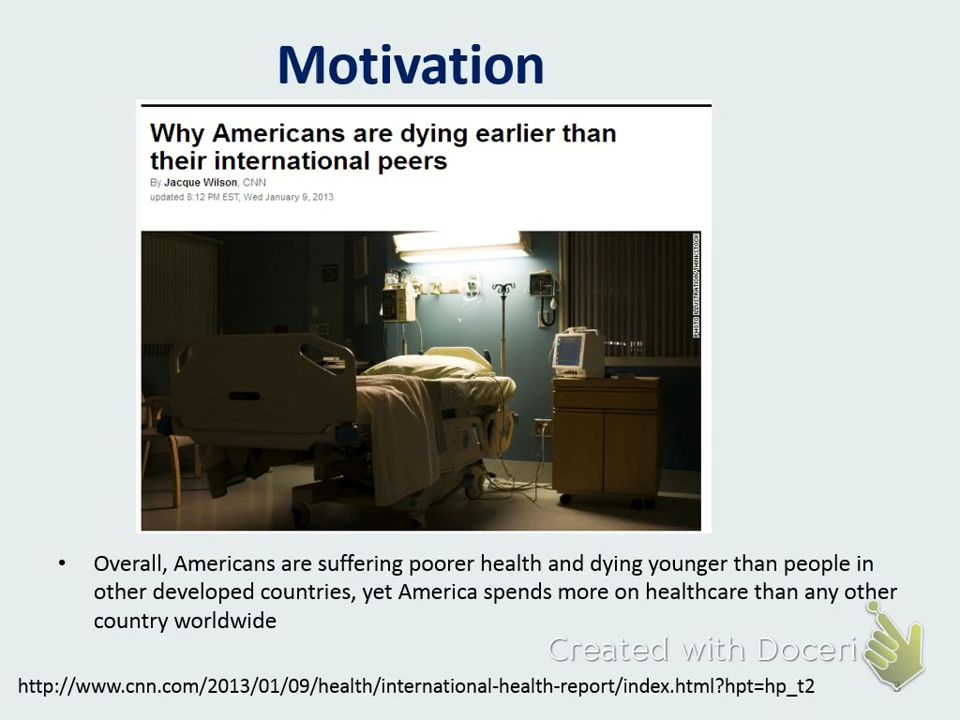 Motivation
Why Americans are dying earlier than
their international peers
By Jacque Wilson, CNN
updated 8:12 PM EST, Wed January 9, 2013
PHOTO ILLUSTRATION/THINKSTOCK
• Overall, Americans are suffering poorer health and dying younger than people in
other developed countries, yet America spends more on healthcare than any other
country worldwide
Created with Doceri
http://www.cnn.com/2013/01/09/health/international-health-report/index.html?hpt=hp_t2